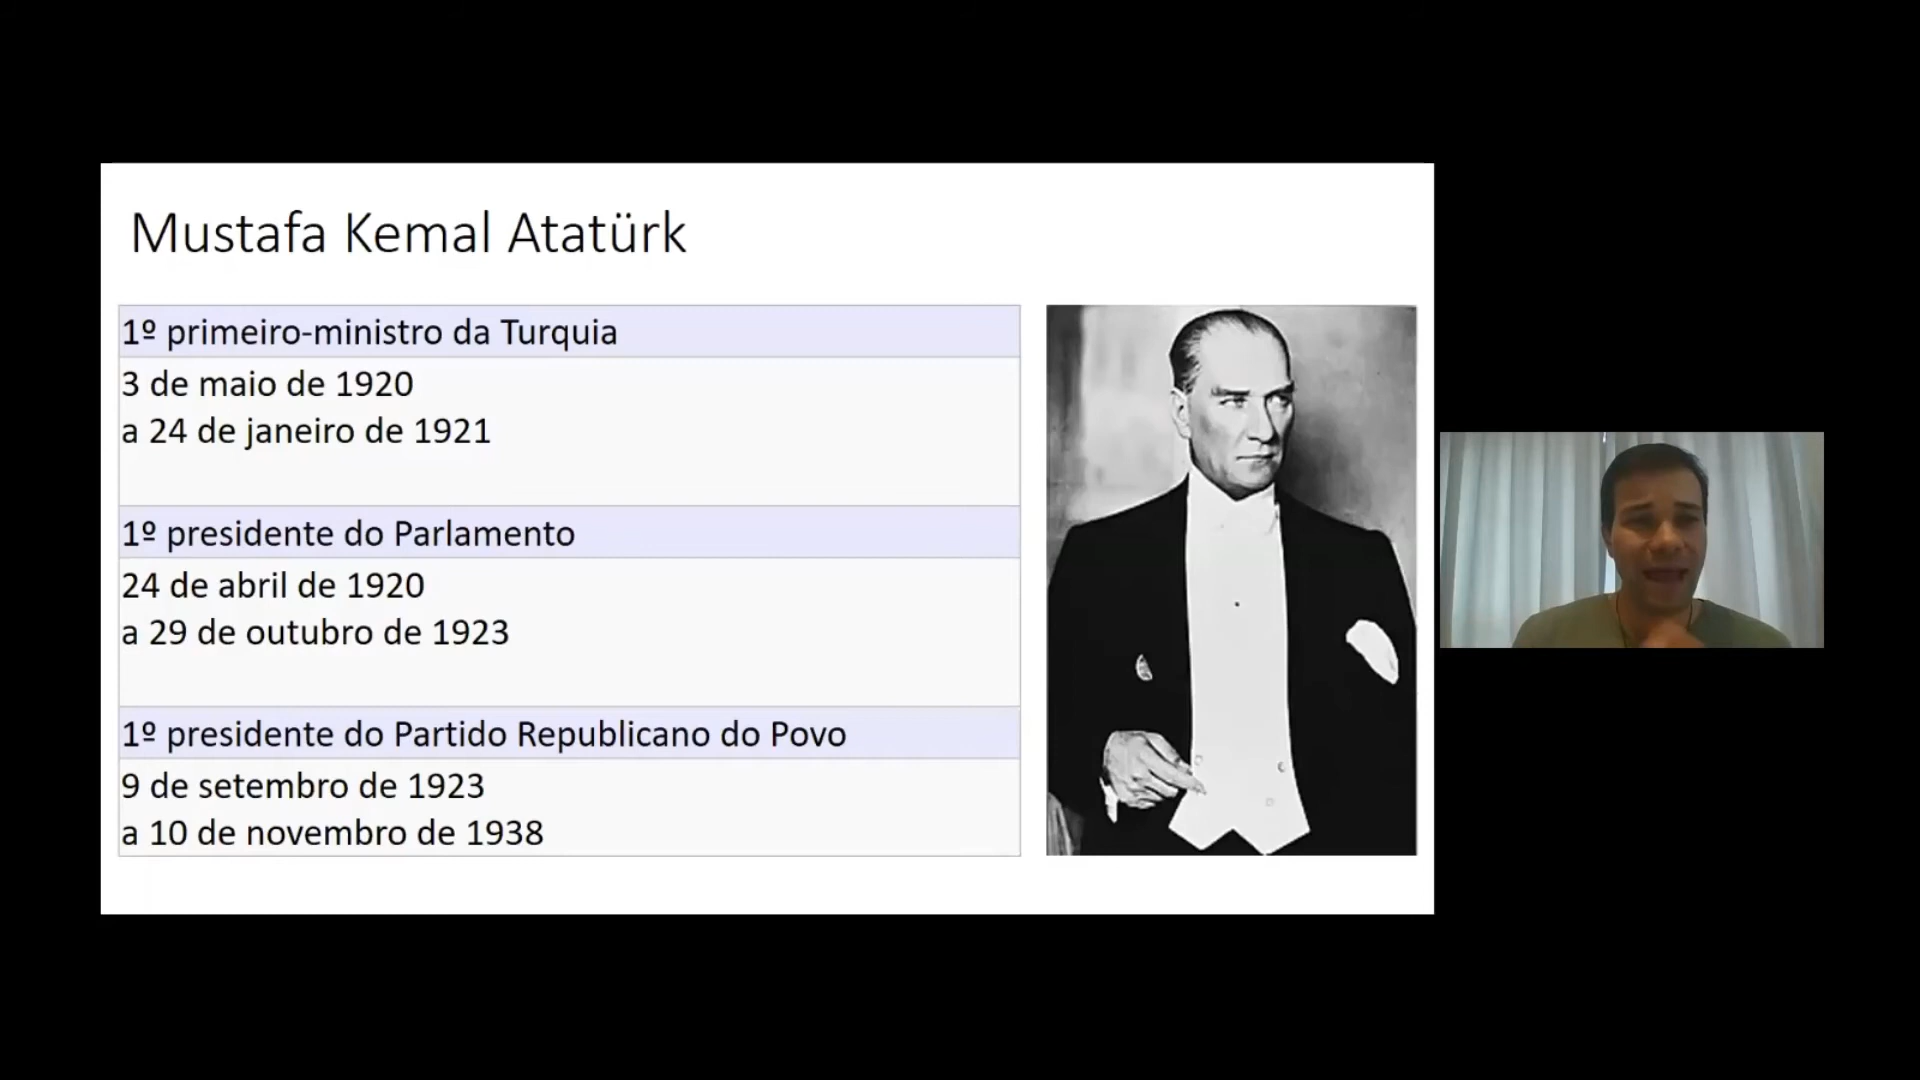 Mustafa Kemal Atatürk
1º primeiro-ministro da Turquia
3 de maio de 1920
a 24 de janeiro de 1921
1º presidente do Parlamento
24 de abril de 1920
a 29 de outubro de 1923
1º presidente do Partido Republicano do Povo
9 de setembro de 1923
a 10 de novembro de 1938